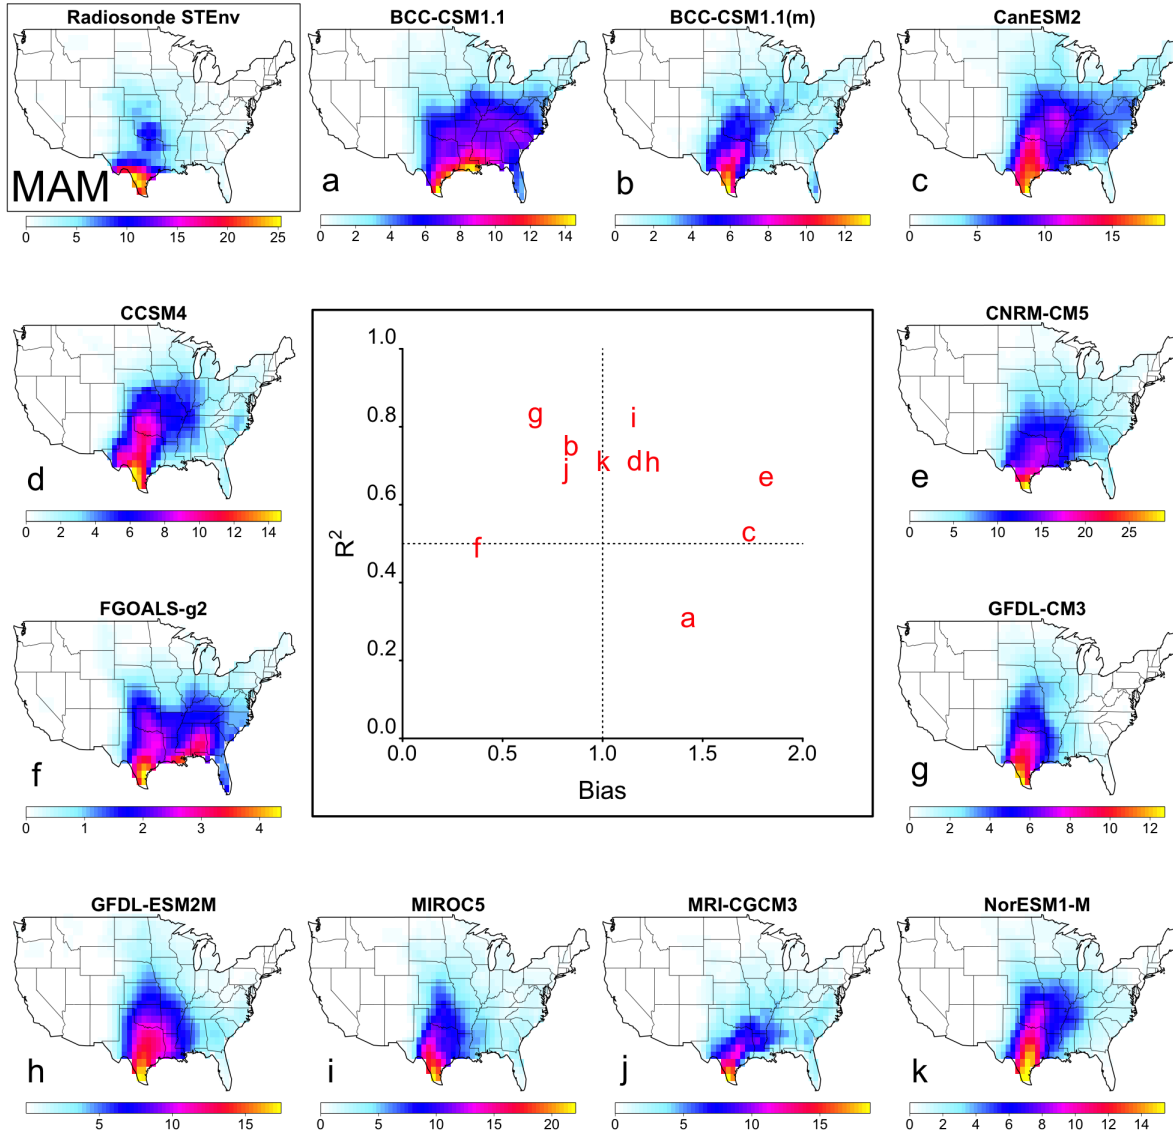 Radiosonde STEnv
MAM
0 5 10 15 20 25
BCC-CSM1.1
a
0 2 4 6 8 10 12 14
BCC-CSM1.1(m)
b
0 2 4 6 8 10 12
CanESM2
c
0 5 10 15
CCSM4
d
0 2 4 6 8 10 12 14
1.0
0.8
0.6
0.4
0.2
0.0
R²
g
i
b
j
k
d
h
e
c
f
a
0.0 0.5 1.0 1.5 2.0
Bias
CNRM-CM5
e
0 5 10 15 20 25
FGOALS-g2
f
0 1 2 3 4
GFDL-CM3
g
0 2 4 6 8 10 12
GFDL-ESM2M
h
0 5 10 15
MIROC5
i
0 5 10 15 20
MRI-CGCM3
j
0 5 10 15
NorESM1-M
k
0 2 4 6 8 10 12 14